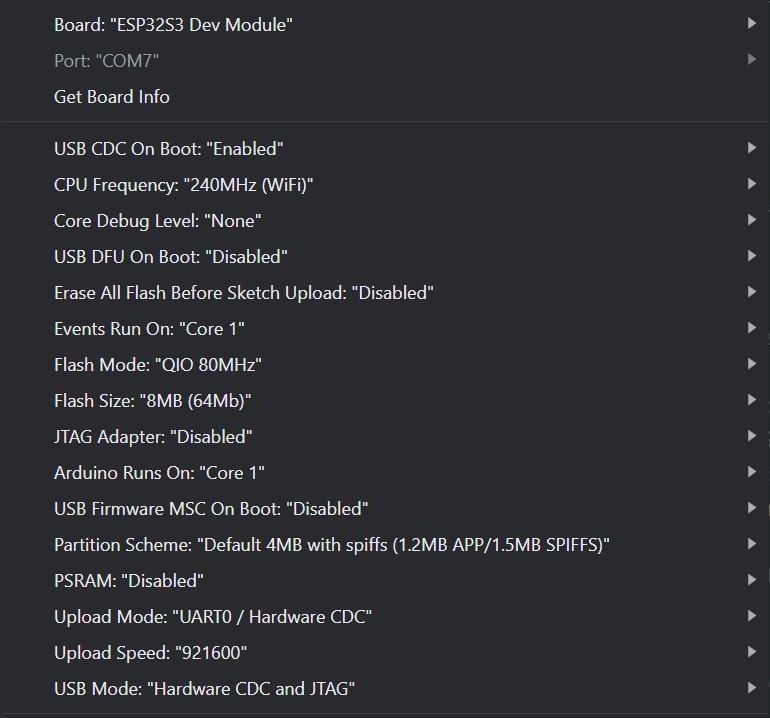 Board: "ESP32S3 Dev Module"
Port: "COM7"
Get Board Info
USB CDC On Boot: "Enabled"
CPU Frequency: "240MHz (WiFi)"
Core Debug Level: "None"
USB DFU On Boot: "Disabled"
Erase All Flash Before Sketch Upload: "Disabled"
Events Run On: "Core 1"
Flash Mode: "QIO 80MHz"
Flash Size: "8MB (64Mb)"
JTAG Adapter: "Disabled"
Arduino Runs On: "Core 1"
USB Firmware MSC On Boot: "Disabled"
Partition Scheme: "Default 4MB with spiffs (1.2MB APP/1.5MB SPIFFS)"
PSRAM: "Disabled"
Upload Mode: "UART0 / Hardware CDC"
Upload Speed: "921600"
USB Mode: "Hardware CDC and JTAG"